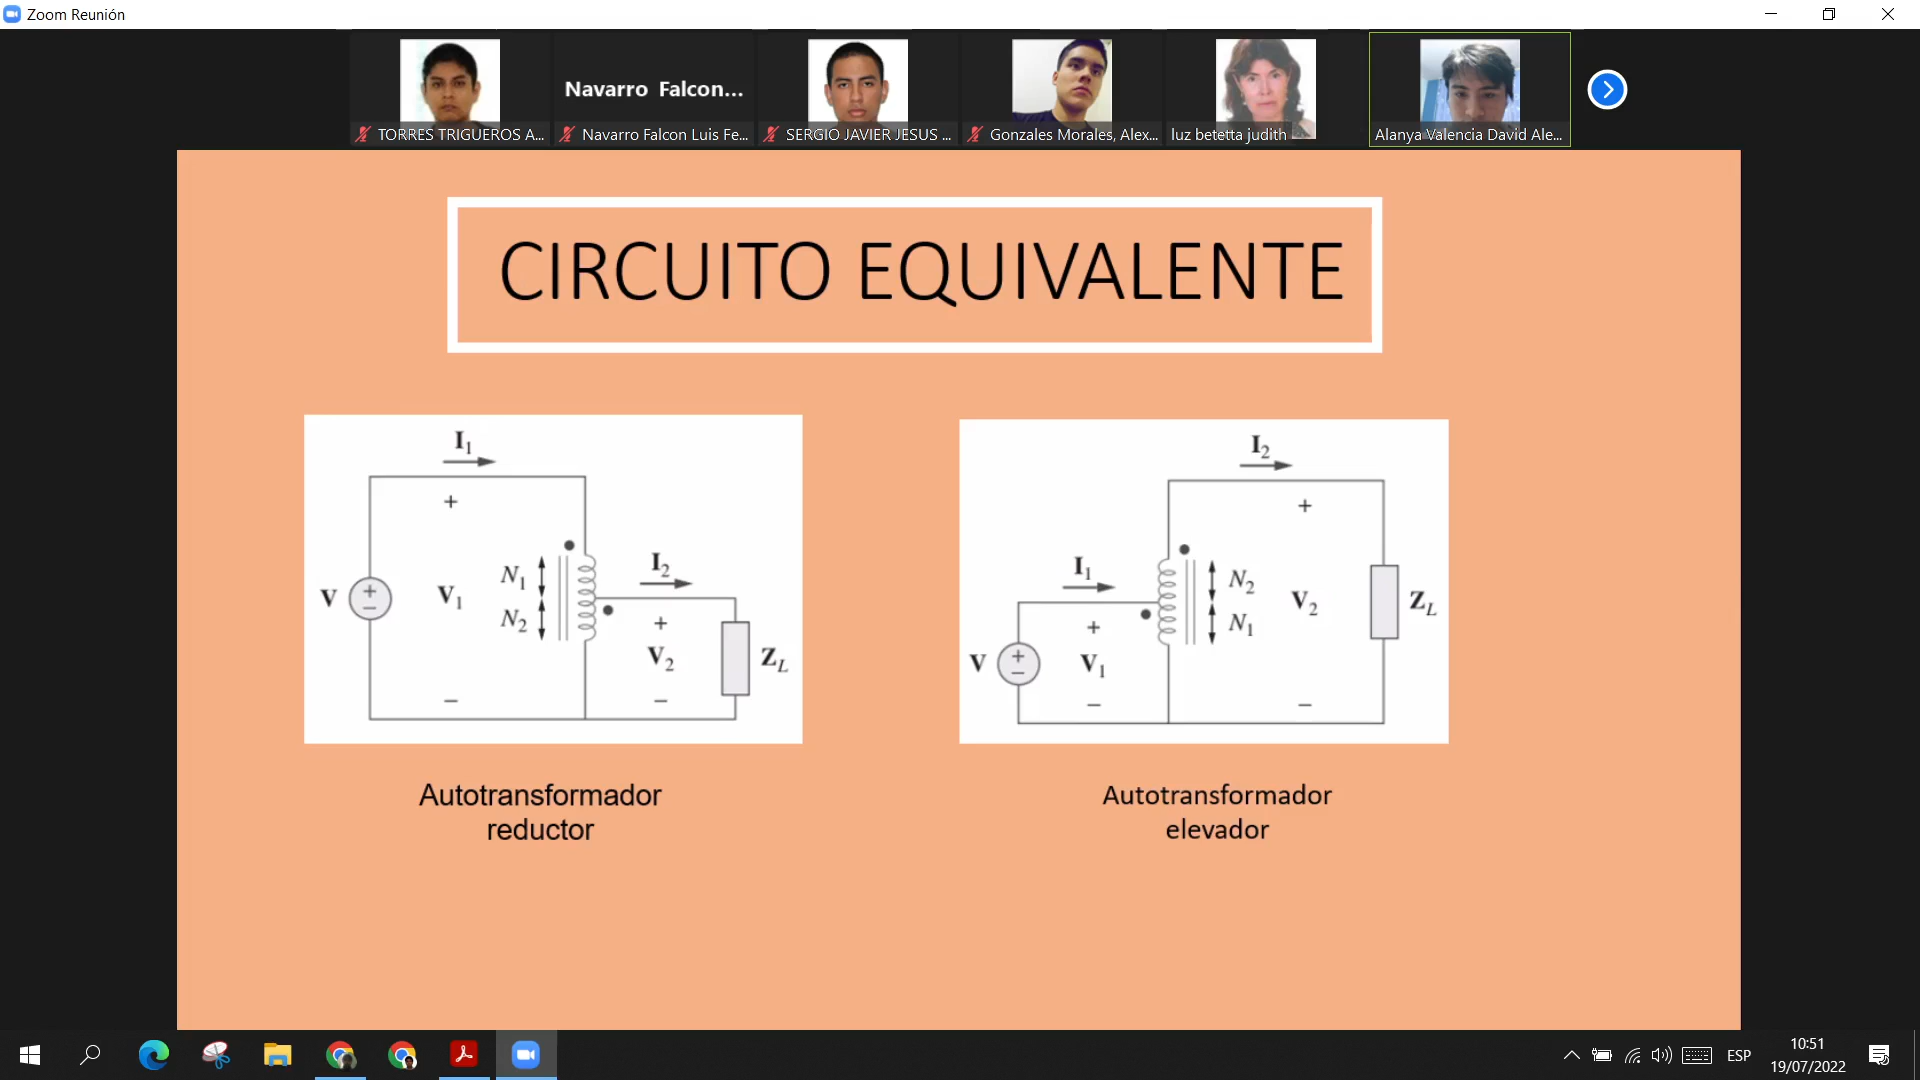 Zoom Reunión
Navarro Falcon...
TORRES TRIGUEROS A...
Navarro Falcon Luis Fe...
SERGIO JAVIER JESUS ...
Gonzales Morales, Alex...
luz betetta judith
Alanya Valencia David Ale...
CIRCUITO EQUIVALENTE
I₁
+
V
+
−
V₁
N₁
N₂
I₂
+
V₂
Z_L
−
−
I₂
+
I₁
N₂
N₁
V₂
Z_L
+
V
+
−
V₁
−
−
Autotransformador
reductor
Autotransformador
elevador
ESP
10:51
19/07/2022